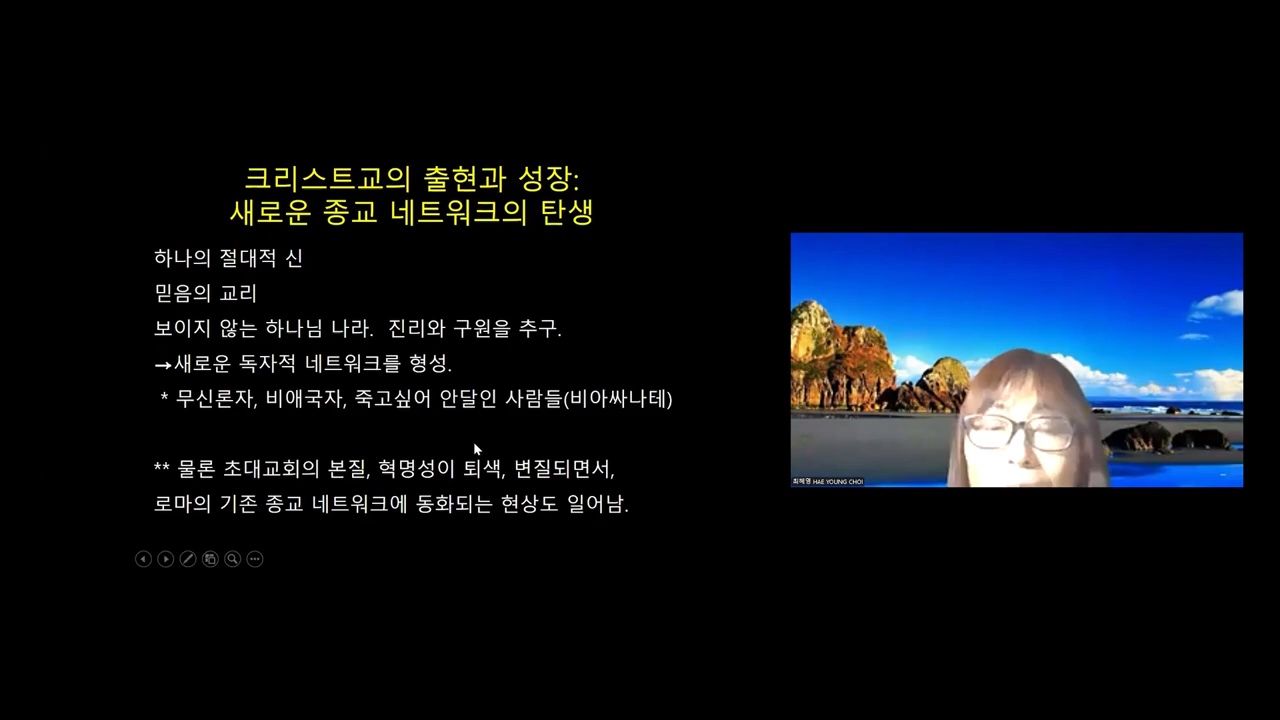 크리스트교의 출현과 성장:
새로운 종교 네트워크의 탄생
하나의 절대적 신
믿음의 교리
보이지 않는 하나님 나라. 진리와 구원을 추구.
→새로운 독자적 네트워크를 형성.
* 무신론자, 비애국자, 죽고싶어 안달인 사람들(비아싸나테)
** 물론 초대교회의 본질, 혁명성이 퇴색, 변질되면서,
로마의 기존 종교 네트워크에 동화되는 현상도 일어남.
최혜영 HAE YOUNG CHOI